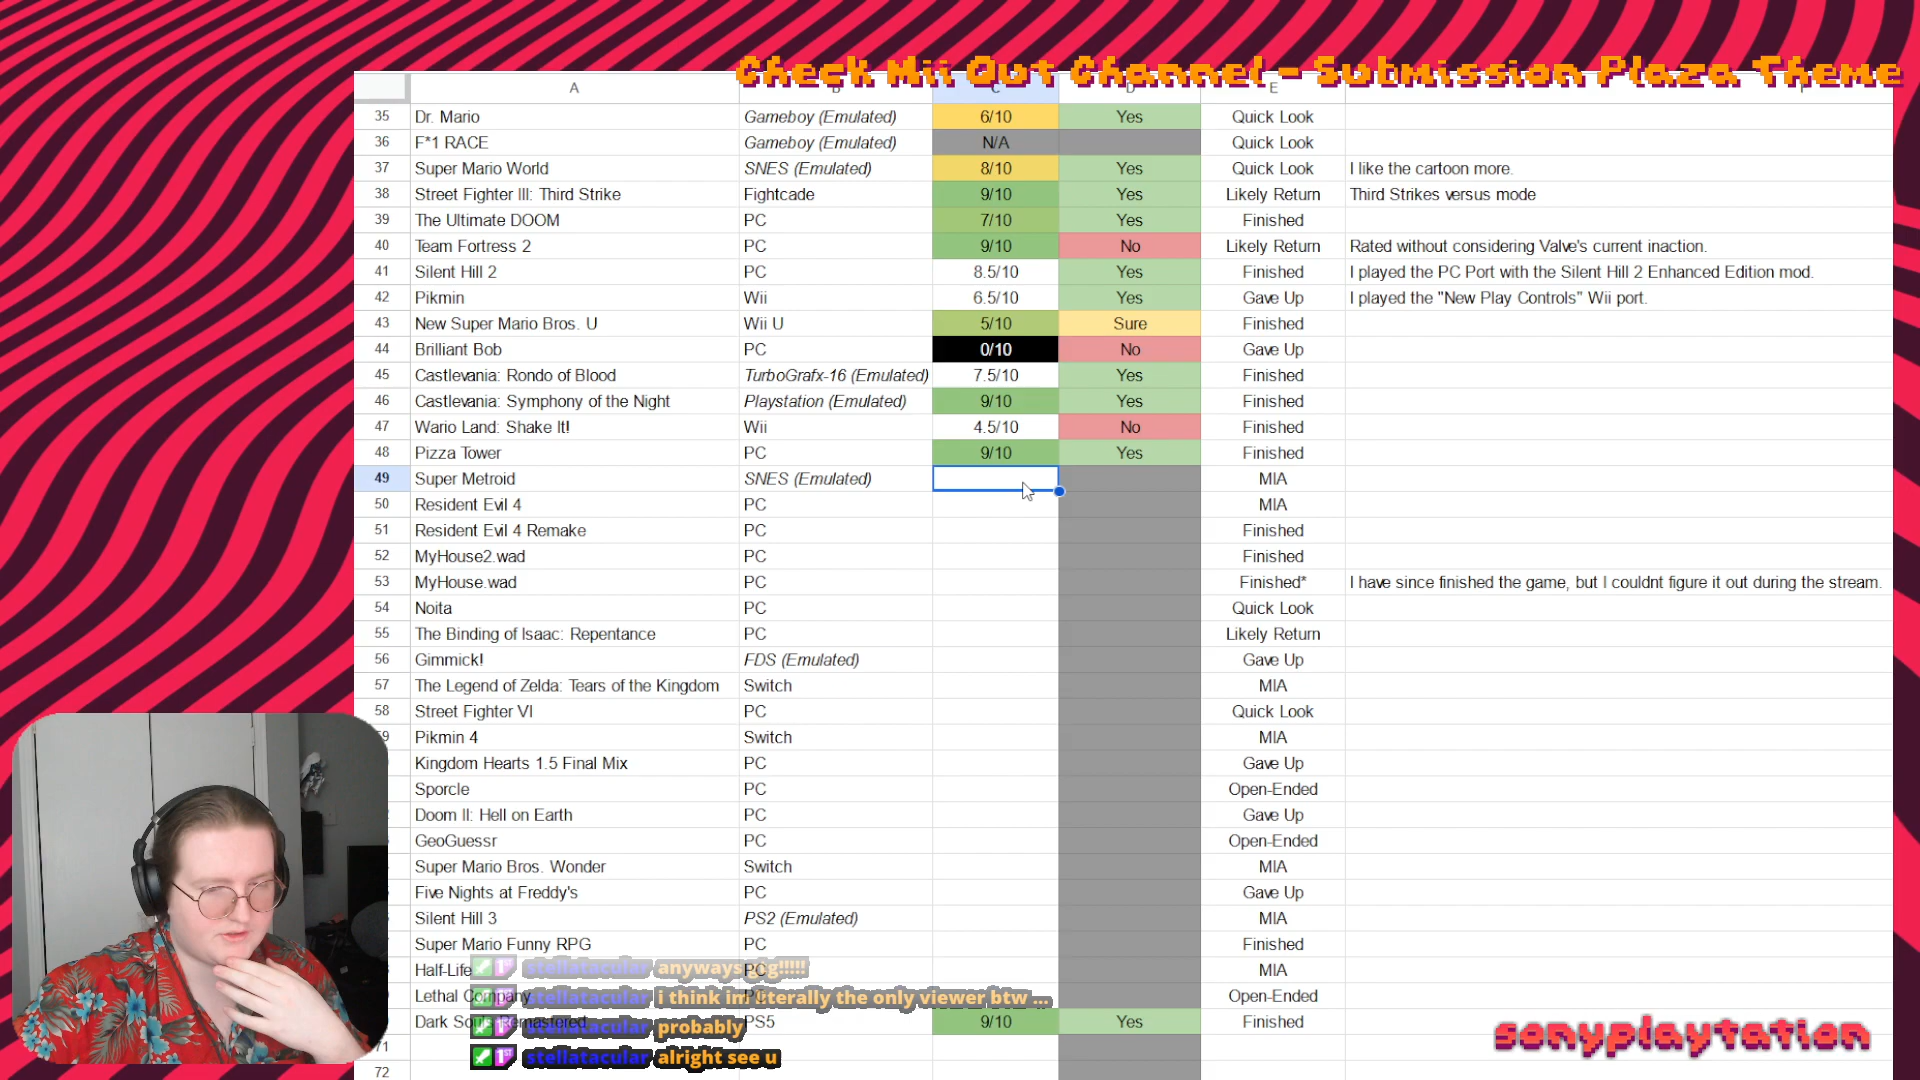 Check Mii Out Channel - Submission Plaza Theme
A B C D E F
35 Dr. Mario Gameboy (Emulated) 6/10 Yes Quick Look
36 F*1 RACE Gameboy (Emulated) N/A Quick Look
37 Super Mario World SNES (Emulated) 8/10 Yes Quick Look I like the cartoon more.
38 Street Fighter III: Third Strike Fightcade 9/10 Yes Likely Return Third Strikes versus mode
39 The Ultimate DOOM PC 7/10 Yes Finished
40 Team Fortress 2 PC 9/10 No Likely Return Rated without considering Valve's current inaction.
41 Silent Hill 2 PC 8.5/10 Yes Finished I played the PC Port with the Silent Hill 2 Enhanced Edition mod.
42 Pikmin Wii 6.5/10 Yes Gave Up I played the "New Play Controls" Wii port.
43 New Super Mario Bros. U Wii U 5/10 Sure Finished
44 Brilliant Bob PC 0/10 No Gave Up
45 Castlevania: Rondo of Blood TurboGrafx-16 (Emulated) 7.5/10 Yes Finished
46 Castlevania: Symphony of the Night Playstation (Emulated) 9/10 Yes Finished
47 Wario Land: Shake It! Wii 4.5/10 No Finished
48 Pizza Tower PC 9/10 Yes Finished
49 Super Metroid SNES (Emulated) MIA
50 Resident Evil 4 PC MIA
51 Resident Evil 4 Remake PC Finished
52 MyHouse2.wad PC Finished
53 MyHouse.wad PC Finished* I have since finished the game, but I couldnt figure it out during the stream.
54 Noita PC Quick Look
55 The Binding of Isaac: Repentance PC Likely Return
56 Gimmick! FDS (Emulated) Gave Up
57 The Legend of Zelda: Tears of the Kingdom Switch MIA
58 Street Fighter VI PC Quick Look
59 Pikmin 4 Switch MIA
Kingdom Hearts 1.5 Final Mix PC Gave Up
Sporcle PC Open-Ended
Doom II: Hell on Earth PC Gave Up
GeoGuessr PC Open-Ended
Super Mario Bros. Wonder Switch MIA
Five Nights at Freddy's PC Gave Up
Silent Hill 3 PS2 (Emulated) MIA
Super Mario Funny RPG PC Finished
Half-Life PC MIA
Lethal Company PC Open-Ended
Dark Souls Remastered PS5 9/10 Yes Finished
71
72
stellatacular anyways gig!!!!!
stellatacular i think im literally the only viewer btw ...
stellatacular probably
stellatacular alright see u
sonyplaytation